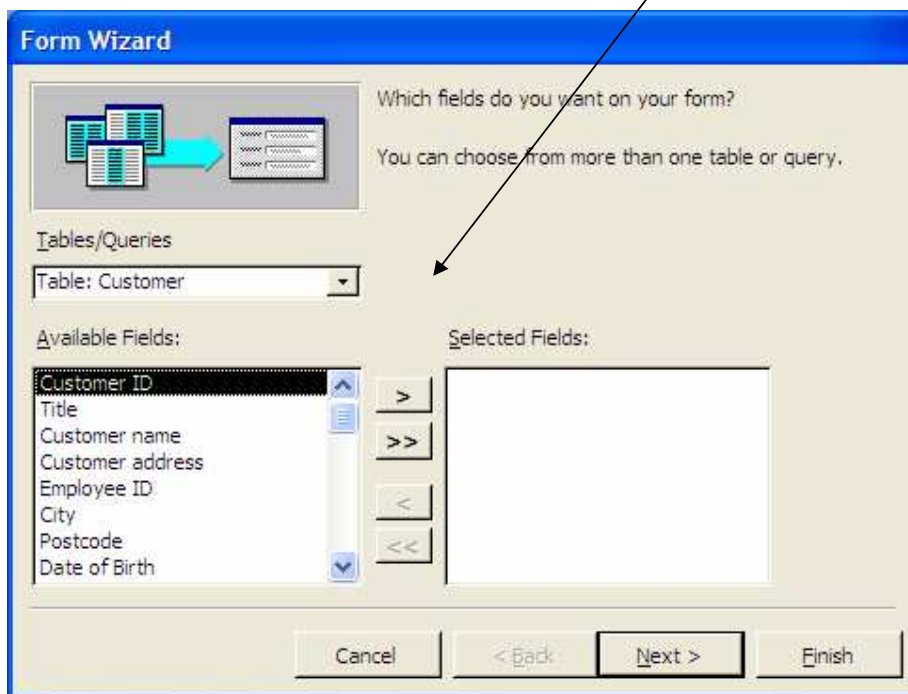 Form Wizard
Which fields do you want on your form?
You can choose from more than one table or query.
Tables/Queries
Table: Customer
Available Fields:
Selected Fields:
Customer ID
Title
Customer name
Customer address
Employee ID
City
Postcode
Date of Birth
>
>>
<
<<
Cancel
< Back
Next >
Finish